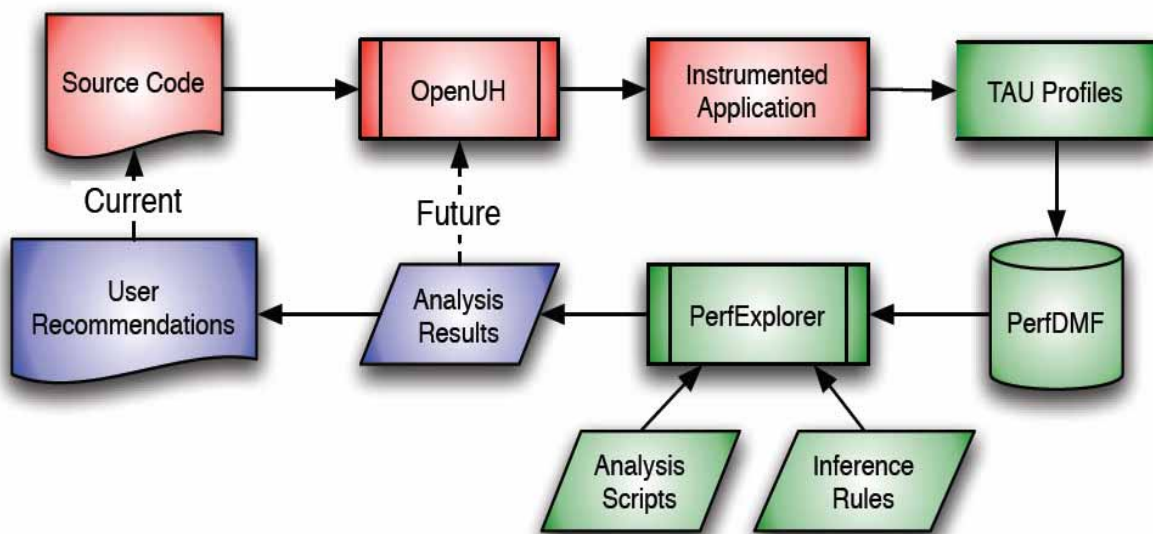 Source Code
OpenUH
Instrumented
Application
TAU Profiles
Current
Future
User
Recommendations
Analysis
Results
PerfExplorer
PerfDMF
Analysis
Scripts
Inference
Rules